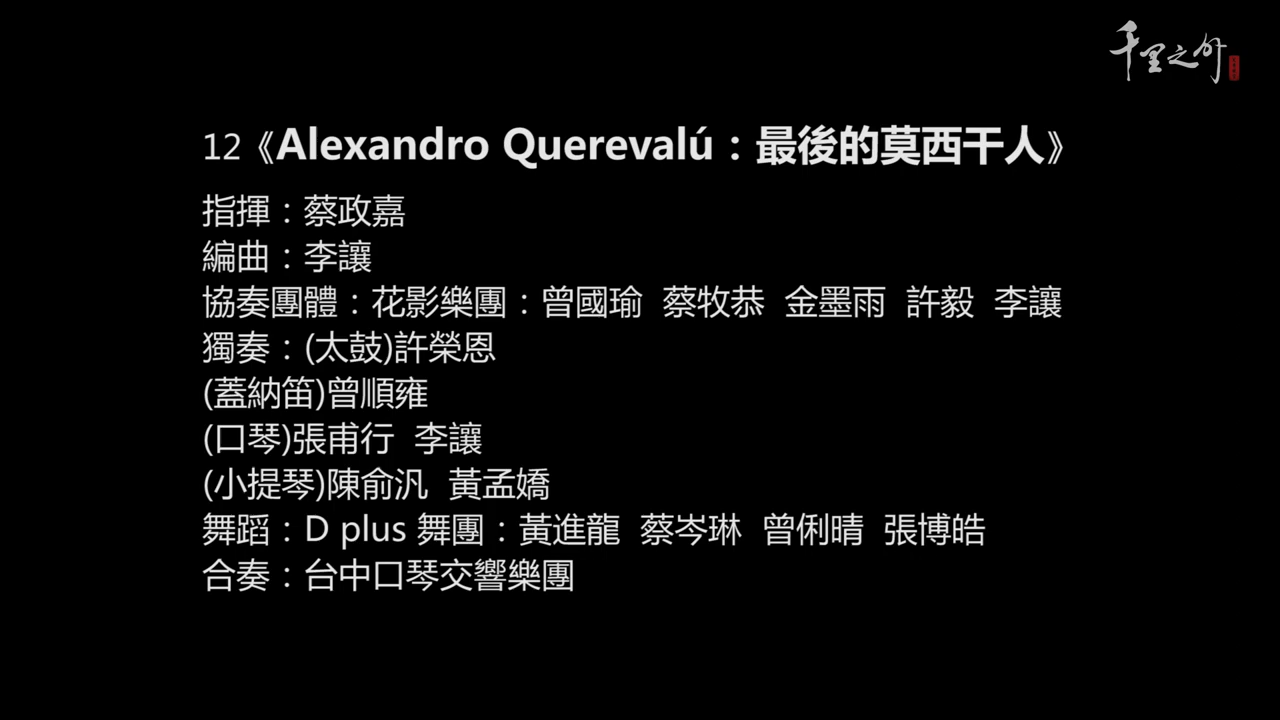 千里之外
12《Alexandro Querevalú：最後的莫西干人》
指揮：蔡政嘉
編曲：李讓
協奏團體：花影樂團：曾國瑜 蔡牧恭 金墨雨 許毅 李讓
獨奏：(太鼓)許榮恩
(蓋納笛)曾順雍
(口琴)張甫行 李讓
(小提琴)陳俞汎 黃孟嬌
舞蹈：D plus 舞團：黃進龍 蔡岑琳 曾俐晴 張博皓
合奏：台中口琴交響樂團